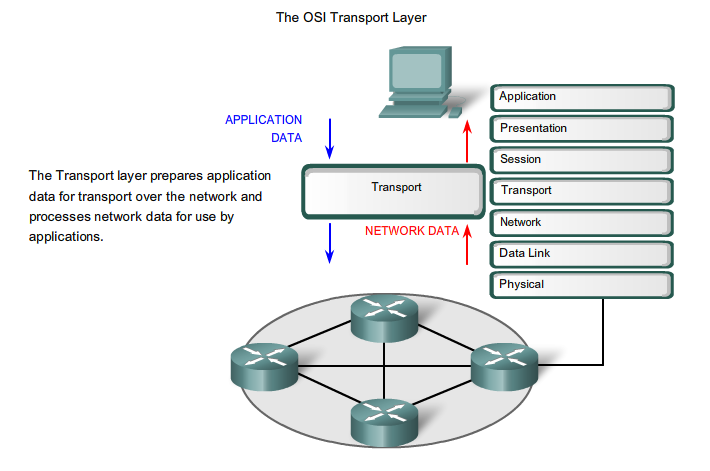 The OSI Transport Layer
APPLICATION
DATA
The Transport layer prepares application
data for transport over the network and
processes network data for use by
applications.
Transport
NETWORK DATA
Application
Presentation
Session
Transport
Network
Data Link
Physical